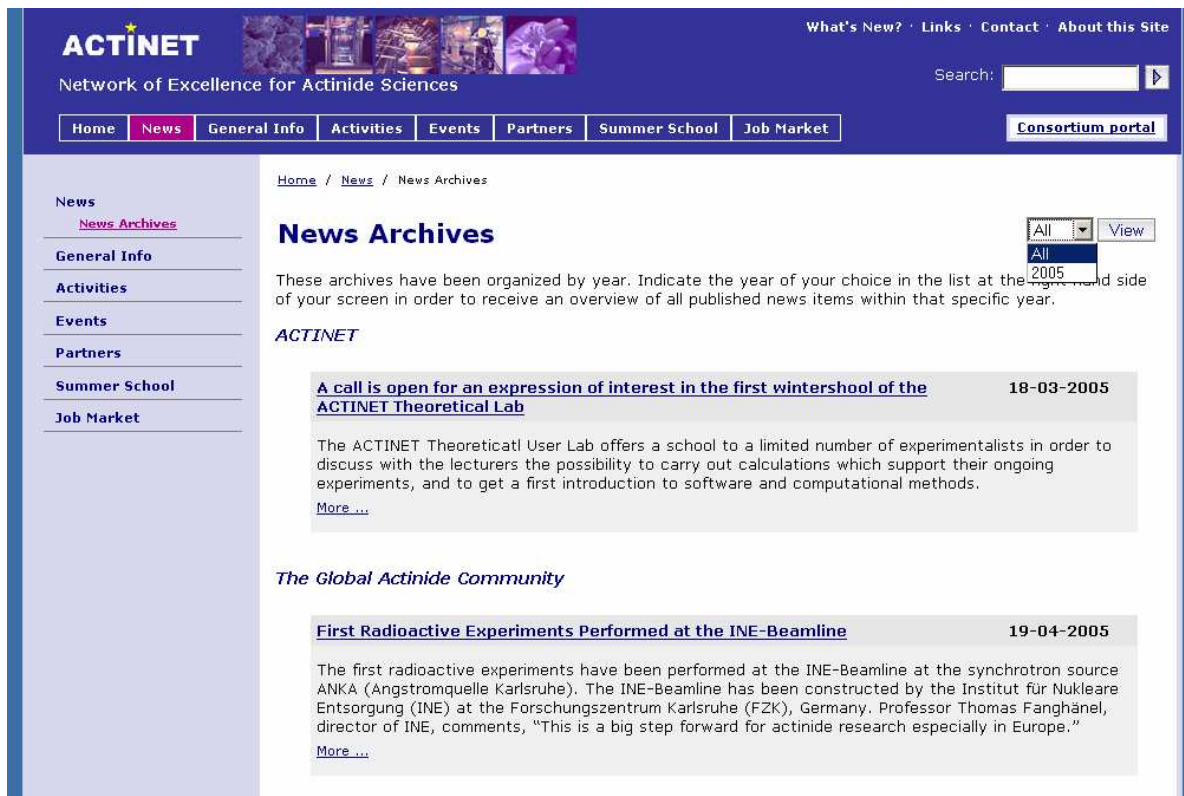 What's New? · Links · Contact · About this Site
ACTINET
Network of Excellence for Actinide Sciences
Search:
Home News General Info Activities Events Partners Summer School Job Market
Consortium portal
Home / News / News Archives
News
News Archives
General Info
Activities
Events
Partners
Summer School
Job Market
News Archives
All View
All
2005
These archives have been organized by year. Indicate the year of your choice in the list at the right hand side
of your screen in order to receive an overview of all published news items within that specific year.
ACTINET
A call is open for an expression of interest in the first wintershool of the 18-03-2005
ACTINET Theoretical Lab
The ACTINET Theoreticatl User Lab offers a school to a limited number of experimentalists in order to
discuss with the lecturers the possibility to carry out calculations which support their ongoing
experiments, and to get a first introduction to software and computational methods.
More ...
The Global Actinide Community
First Radioactive Experiments Performed at the INE-Beamline 19-04-2005
The first radioactive experiments have been performed at the INE-Beamline at the synchrotron source
ANKA (Angstromquelle Karlsruhe). The INE-Beamline has been constructed by the Institut für Nukleare
Entsorgung (INE) at the Forschungszentrum Karlsruhe (FZK), Germany. Professor Thomas Fanghänel,
director of INE, comments, “This is a big step forward for actinide research especially in Europe.”
More ...